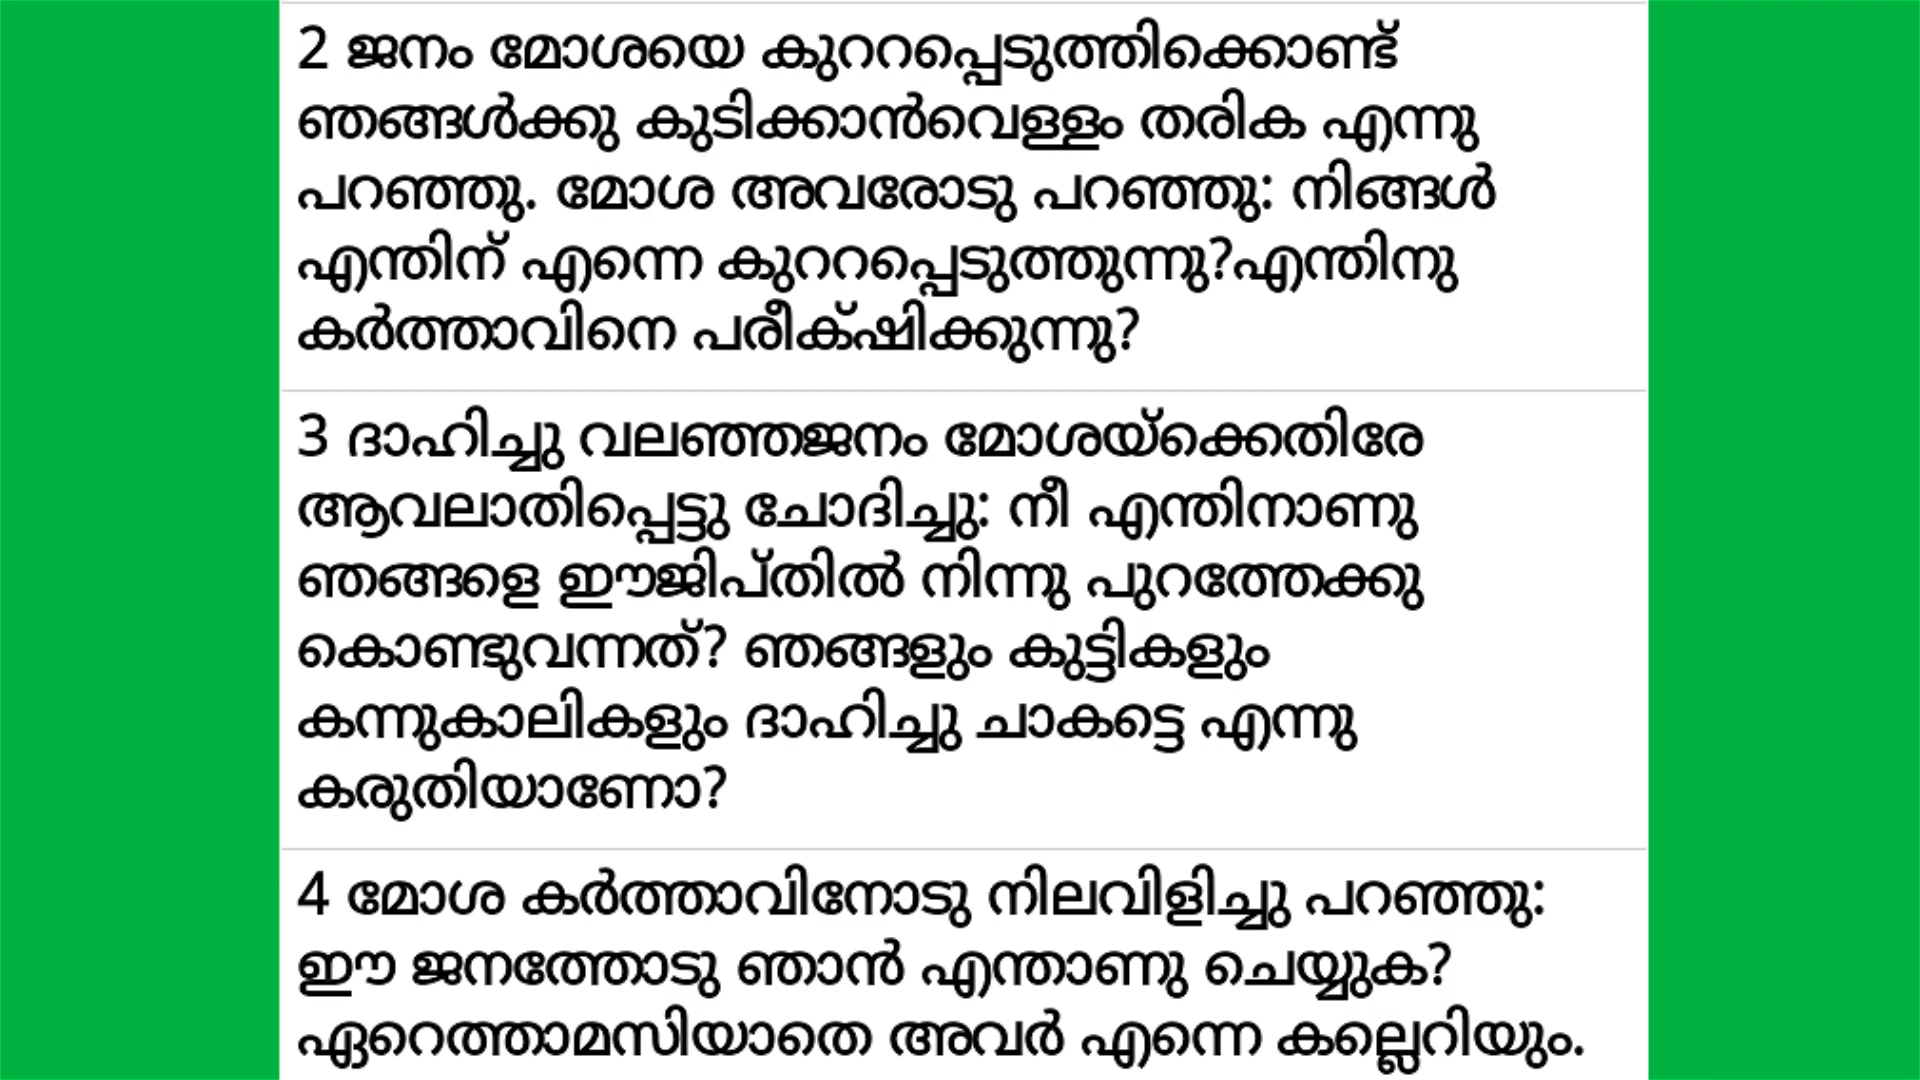 2 ജനം മോശയെ കുററപ്പെടുത്തിക്കൊണ്ട്
ഞങ്ങൾക്കു കുടിക്കാൻവെള്ളം തരിക എന്നു
പറഞ്ഞു. മോശ അവരോടു പറഞ്ഞു: നിങ്ങൾ
എന്തിന് എന്നെ കുററപ്പെടുത്തുന്നു?എന്തിനു
കർത്താവിനെ പരീക്‌ഷിക്കുന്നു?
3 ദാഹിച്ചു വലഞ്ഞജനം മോശയ്ക്കെതിരേ
ആവലാതിപ്പെട്ടു ചോദിച്ചു: നീ എന്തിനാണു
ഞങ്ങളെ ഈജിപ്തിൽ നിന്നു പുറത്തേക്കു
കൊണ്ടുവന്നത്? ഞങ്ങളും കുട്ടികളും
കന്നുകാലികളും ദാഹിച്ചു ചാകട്ടെ എന്നു
കരുതിയാണോ?
4 മോശ കർത്താവിനോടു നിലവിളിച്ചു പറഞ്ഞു:
ഈ ജനത്തോടു ഞാൻ എന്താണു ചെയ്യുക?
ഏറെത്താമസിയാതെ അവർ എന്നെ കല്ലെറിയും.